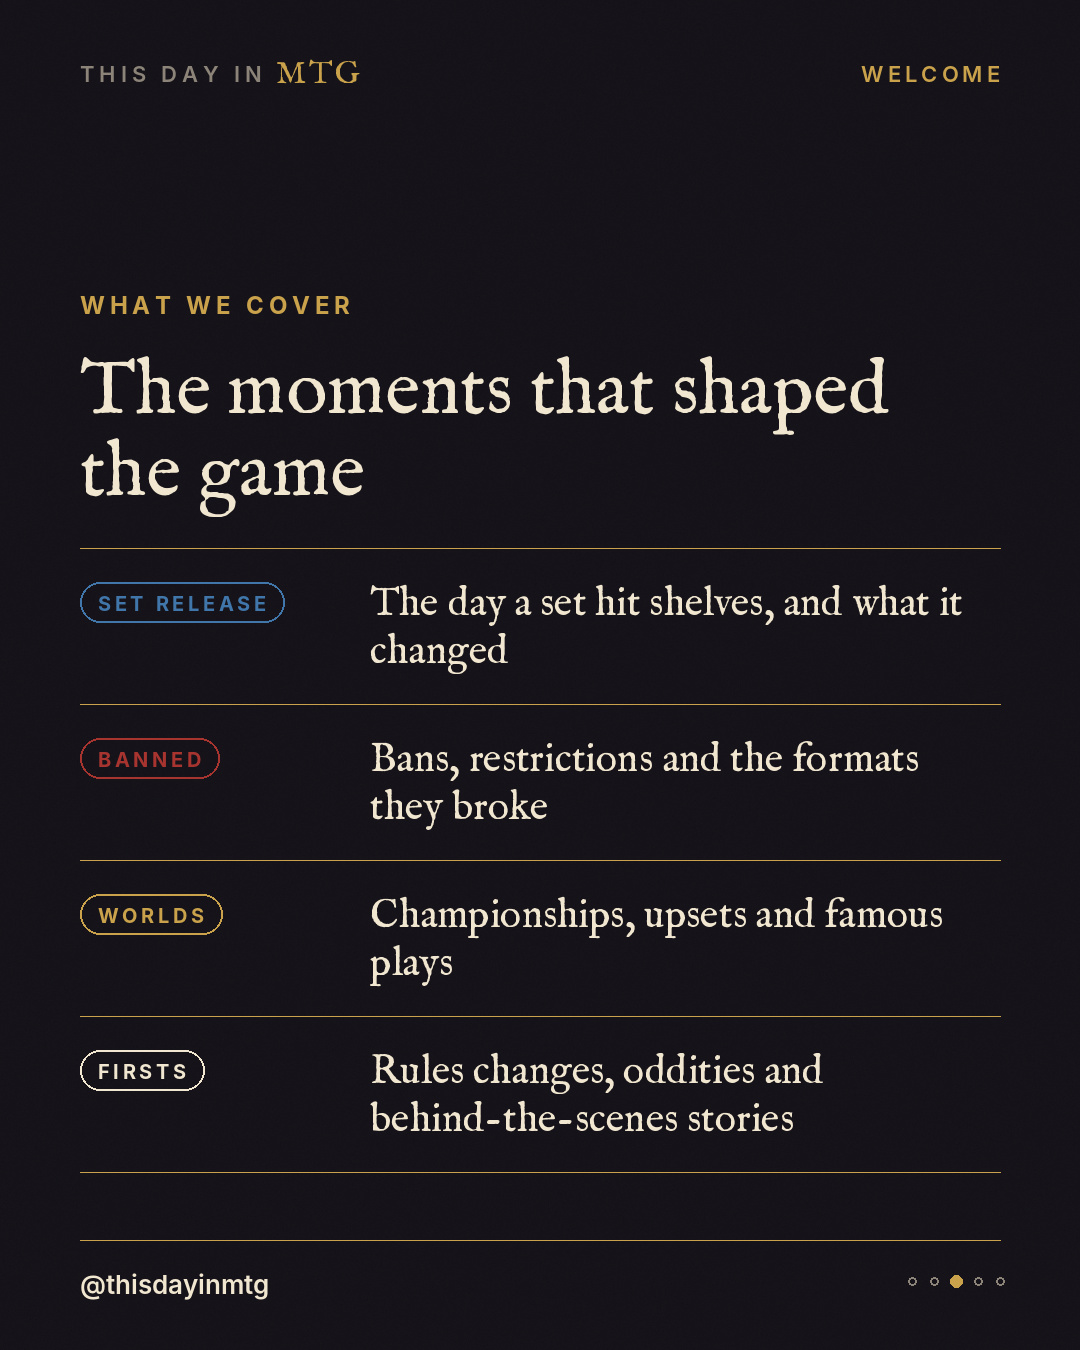 THIS DAY IN MTG
WELCOME
WHAT WE COVER
The moments that shaped
the game
SET RELEASE
The day a set hit shelves, and what it
changed
BANNED
Bans, restrictions and the formats
they broke
WORLDS
Championships, upsets and famous
plays
FIRSTS
Rules changes, oddities and
behind-the-scenes stories
@thisdayinmtg